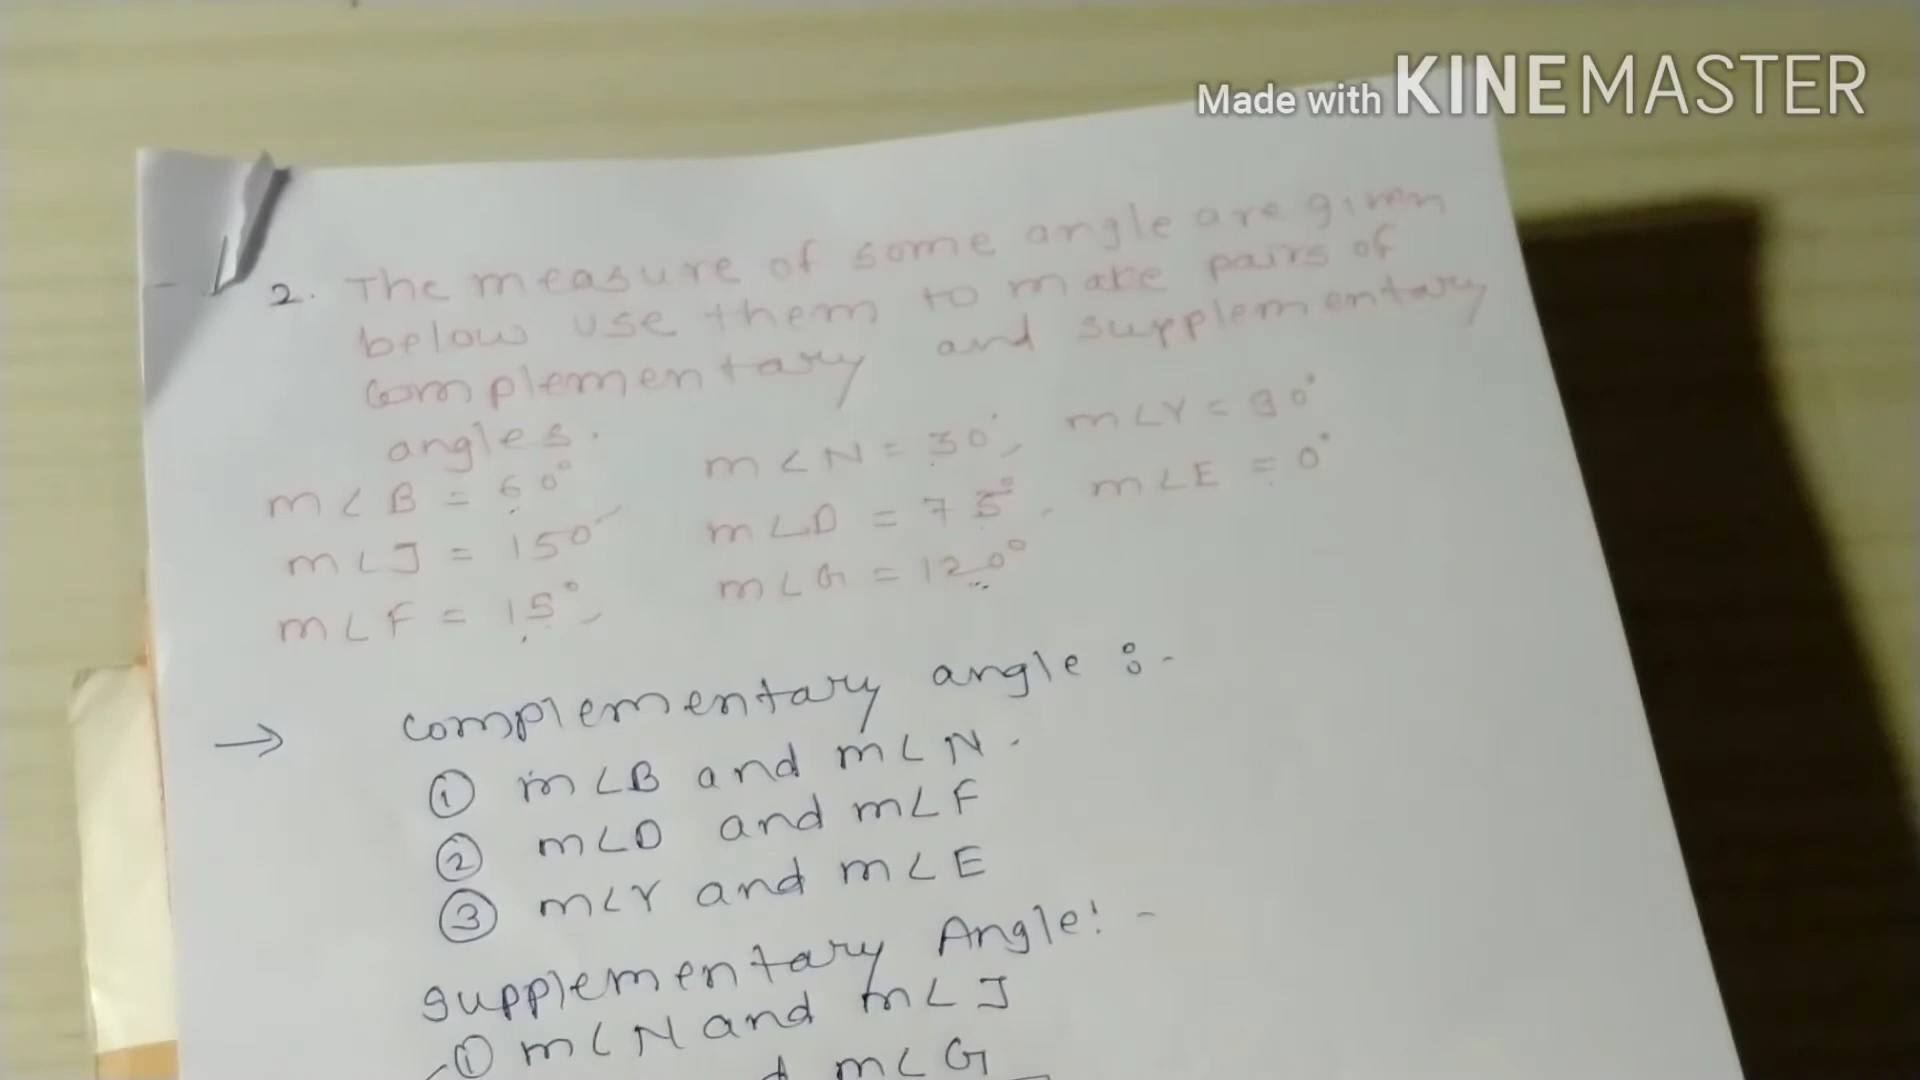 Made with KINEMASTER
2. The measure of some angle are given
below use them to make pairs of
complementary and supplementary
angles.
m∠B = 60° m∠N = 30°, m∠Y = 90°
m∠J = 150° m∠D = 75°, m∠E = 0°
m∠F = 15°, m∠G = 120°
→ complementary angle :-
① m∠B and m∠N.
② m∠D and m∠F
③ m∠Y and m∠E
supplementary Angle! -
① m∠N and m∠J
m∠G